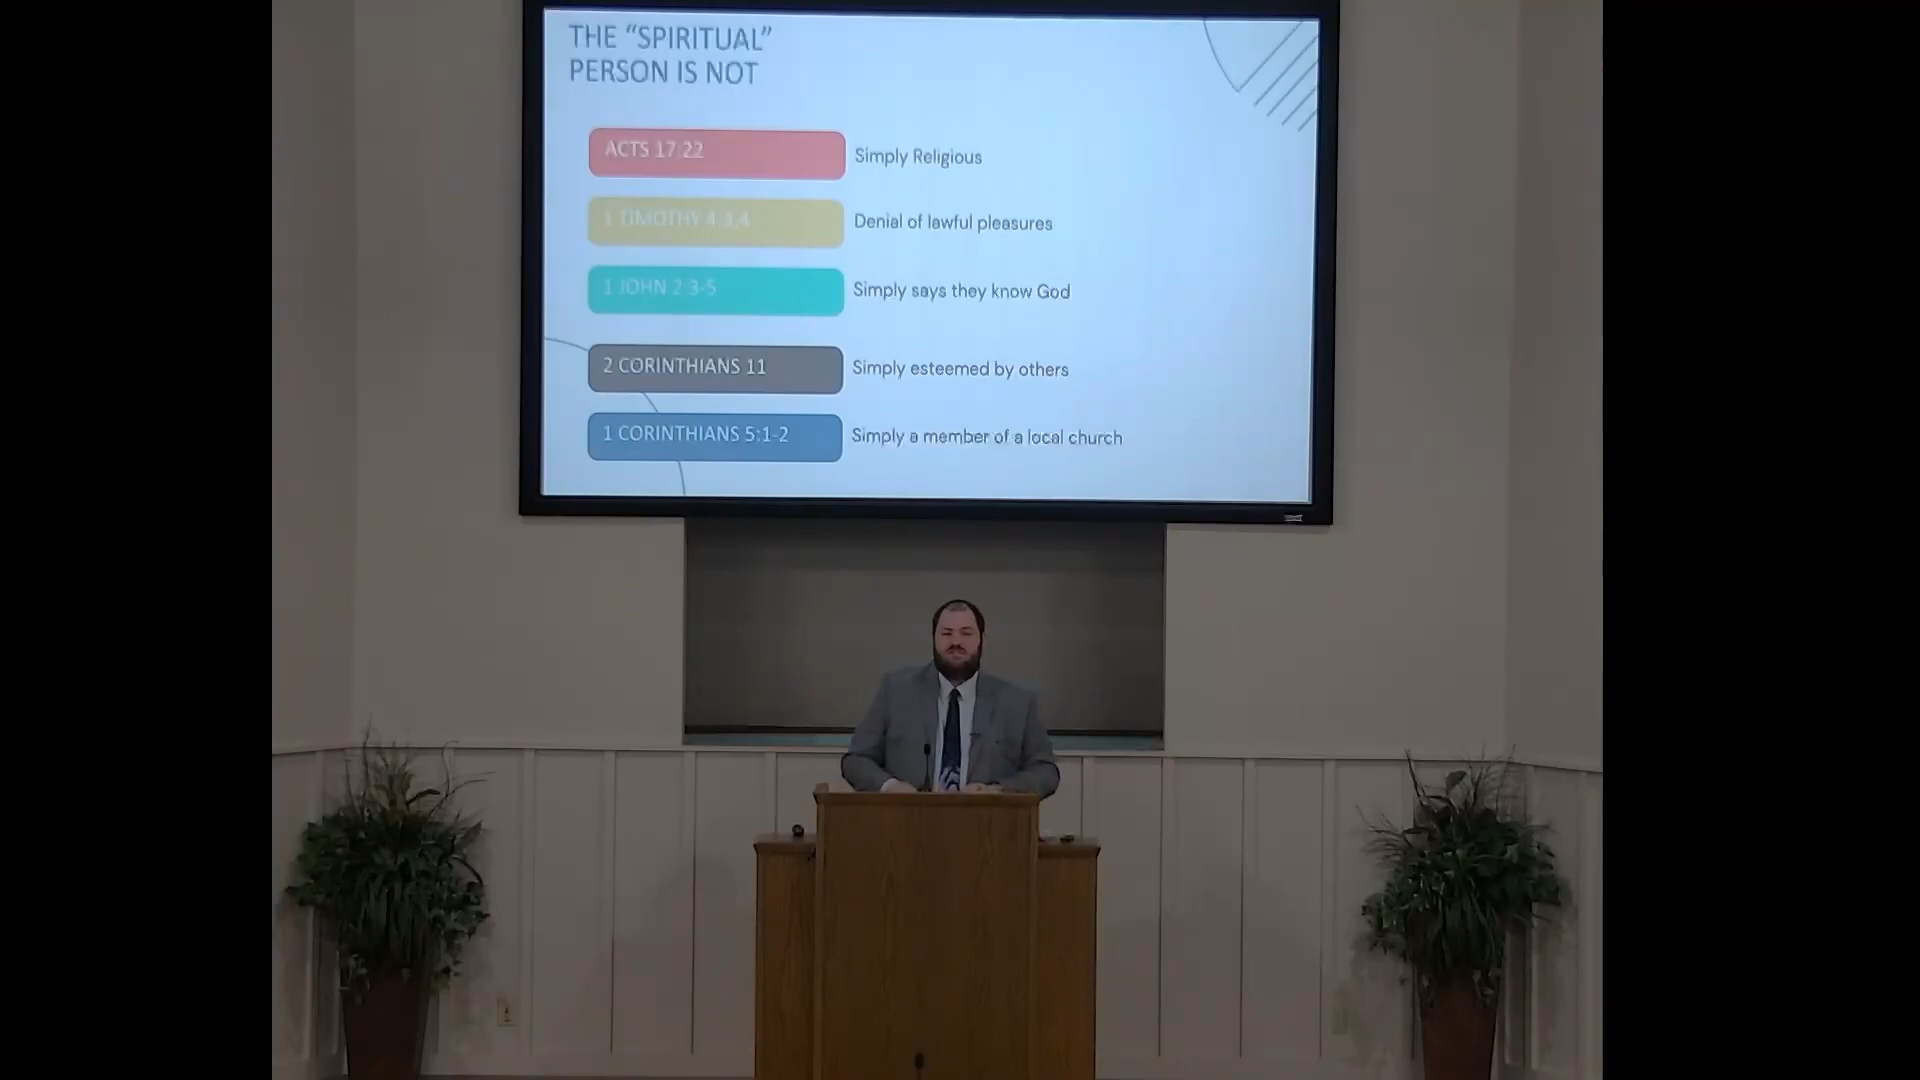 THE “SPIRITUAL”
PERSON IS NOT
ACTS 17:22 Simply Religious
1 TIMOTHY 4:3,4 Denial of lawful pleasures
1 JOHN 2:3-5 Simply says they know God
2 CORINTHIANS 11 Simply esteemed by others
1 CORINTHIANS 5:1-2 Simply a member of a local church